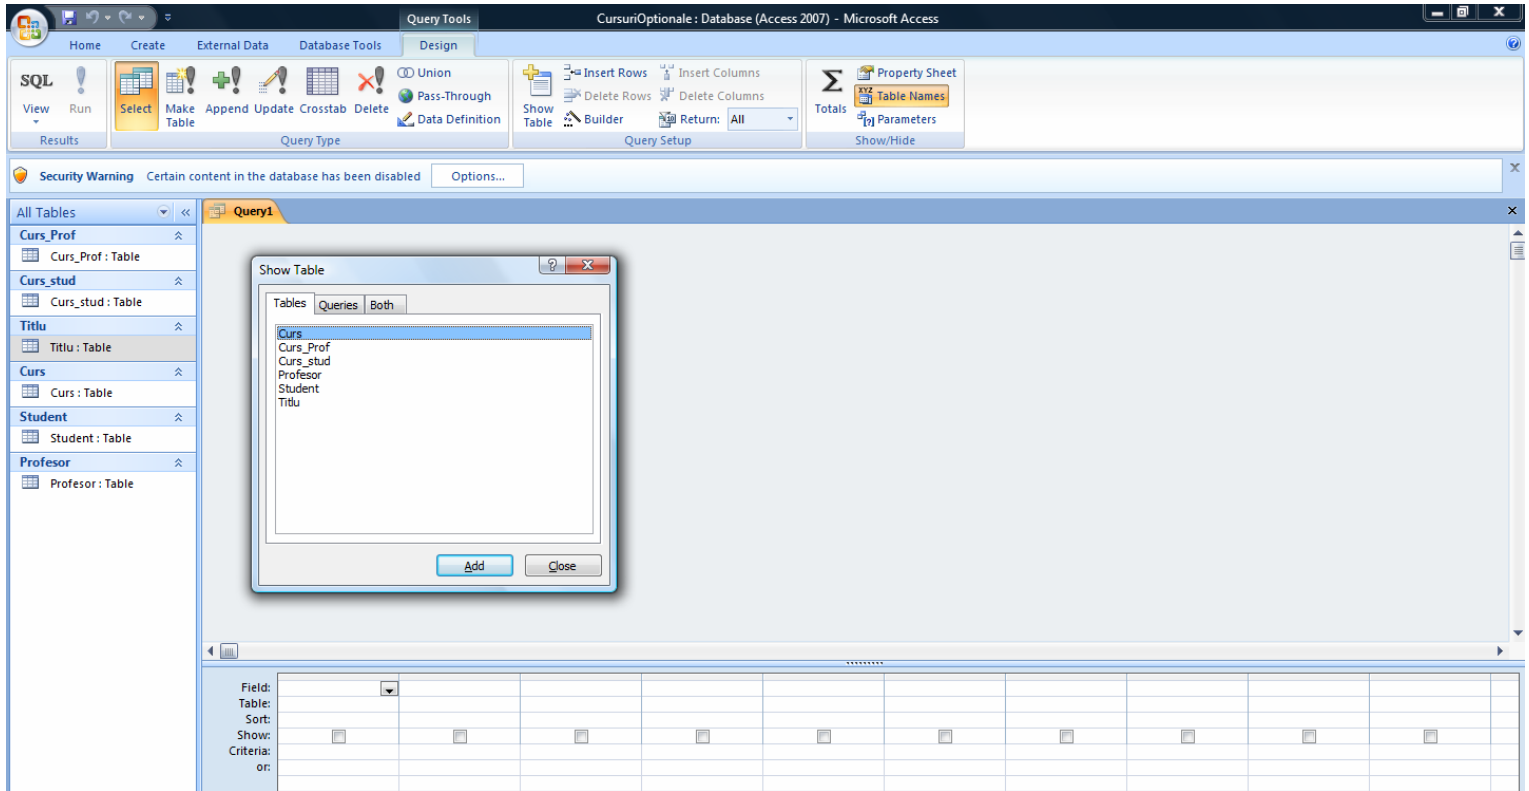 Query Tools
CursuriOptionale : Database (Access 2007) - Microsoft Access
Home Create External Data Database Tools Design
SQL
View
Run
Results
Select
Make Table
Append
Update
Crosstab
Delete
Union
Pass-Through
Data Definition
Query Type
Show Table
Insert Rows
Delete Rows
Builder
Insert Columns
Delete Columns
Return: All
Query Setup
Σ
Totals
Property Sheet
XYZ
Table Names
[?] Parameters
Show/Hide
Security Warning Certain content in the database has been disabled Options...
All Tables
Curs_Prof
Curs_Prof : Table
Curs_stud
Curs_stud : Table
Titlu
Titlu : Table
Curs
Curs : Table
Student
Student : Table
Profesor
Profesor : Table
Query1
Show Table
Tables Queries Both
Curs
Curs_Prof
Curs_stud
Profesor
Student
Titlu
Add Close
Field:
Table:
Sort:
Show:
Criteria:
or: